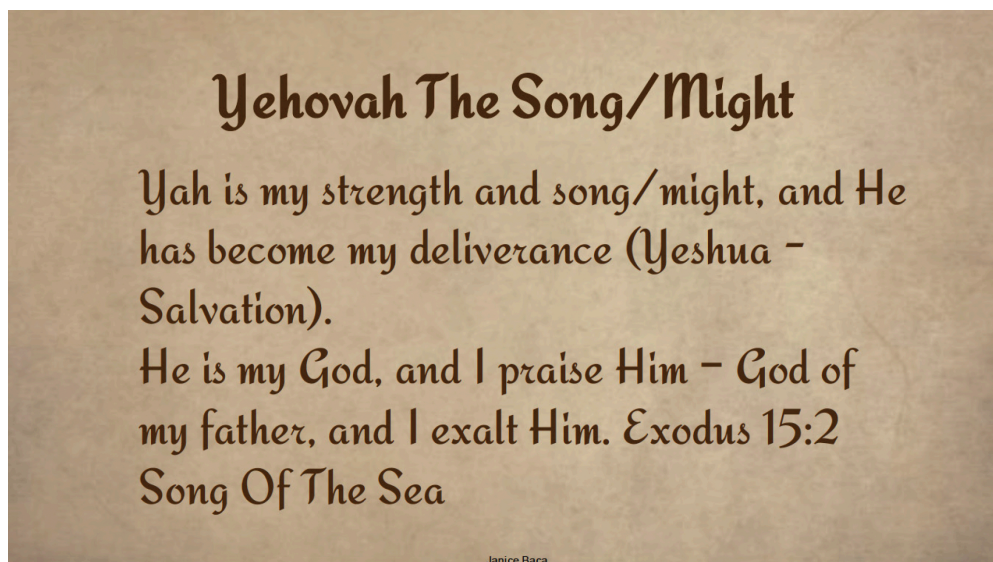 Yehovah The Song/Might
Yah is my strength and song/might, and He
has become my deliverance (Yeshua –
Salvation).
He is my God, and I praise Him – God of
my father, and I exalt Him. Exodus 15:2
Song Of The Sea
Janice Baca